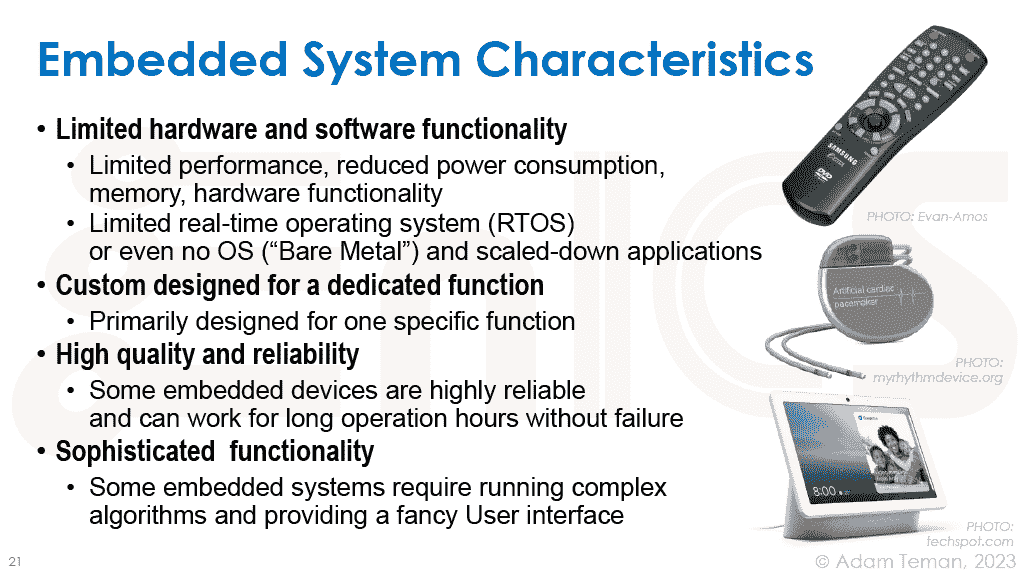 Embedded System Characteristics
• Limited hardware and software functionality
• Limited performance, reduced power consumption,
memory, hardware functionality
• Limited real-time operating system (RTOS)
or even no OS (“Bare Metal”) and scaled-down applications
• Custom designed for a dedicated function
• Primarily designed for one specific function
• High quality and reliability
• Some embedded devices are highly reliable
and can work for long operation hours without failure
• Sophisticated  functionality
• Some embedded systems require running complex
algorithms and providing a fancy User interface
SAMSUNG
DVD
PHOTO: Evan-Amos
Artificial cardiac
pacemaker
PHOTO:
myrhythmdevice.org
8:00
PHOTO:
techspot.com
21
© Adam Teman, 2023